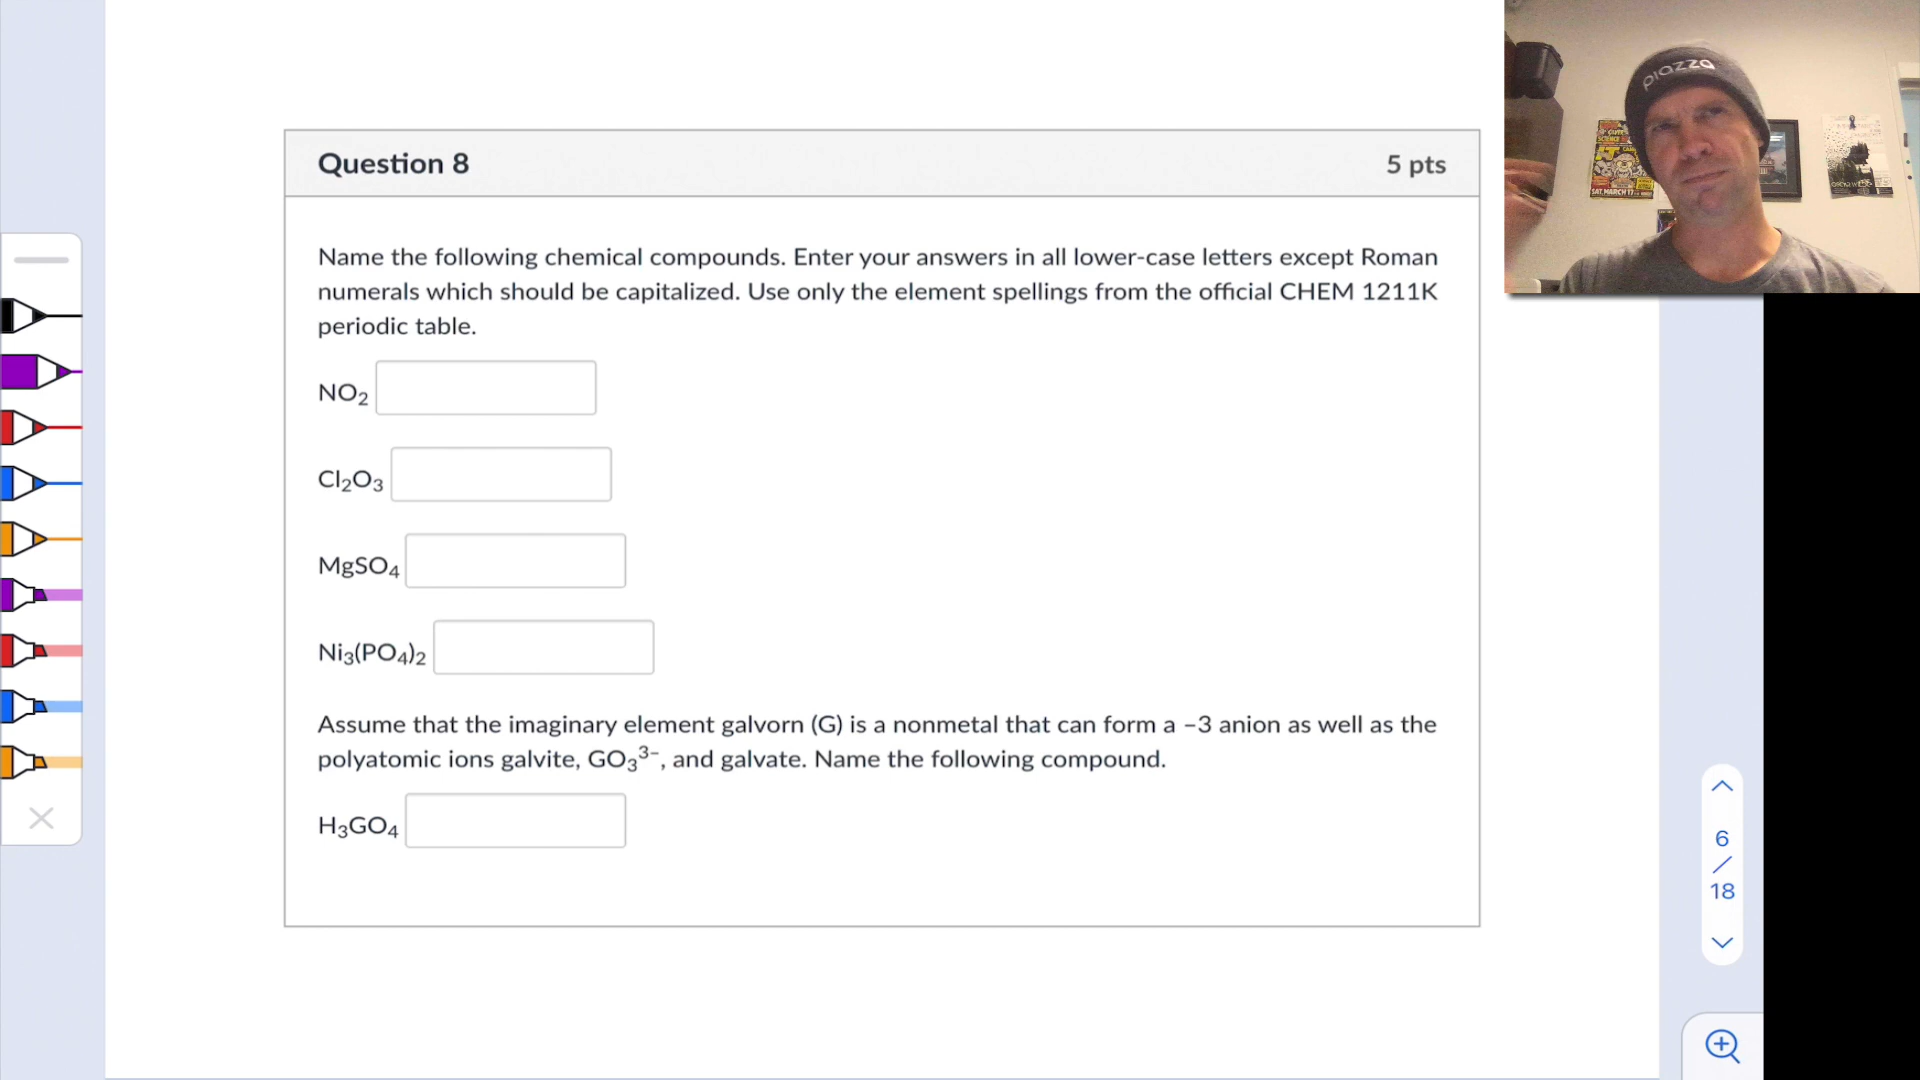 Question 8
5 pts
Name the following chemical compounds. Enter your answers in all lower-case letters except Roman
numerals which should be capitalized. Use only the element spellings from the official CHEM 1211K
periodic table.
NO₂
Cl₂O₃
MgSO₄
Ni₃(PO₄)₂
Assume that the imaginary element galvorn (G) is a nonmetal that can form a –3 anion as well as the
polyatomic ions galvite, GO₃³⁻, and galvate. Name the following compound.
H₃GO₄
6
/
18
piazza
SAT. MARCH 17